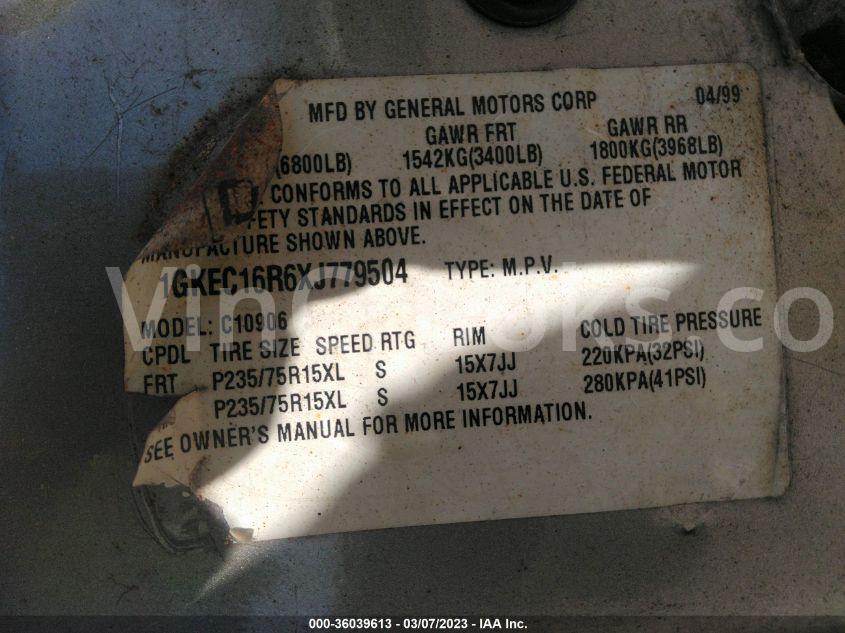 MFD BY GENERAL MOTORS CORP 04/99
GAWR FRT GAWR RR
(6800LB) 1542KG(3400LB) 1800KG(3968LB)
CONFORMS TO ALL APPLICABLE U.S. FEDERAL MOTOR
FETY STANDARDS IN EFFECT ON THE DATE OF
MANUFACTURE SHOWN ABOVE.
1GKEC16R6XJ779504 TYPE: M.P.V.
MODEL: C10906
CPDL TIRE SIZE SPEED RTG RIM COLD TIRE PRESSURE
FRT P235/75R15XL S 15X7JJ 220KPA(32PSI)
P235/75R15XL S 15X7JJ 280KPA(41PSI)
SEE OWNER'S MANUAL FOR MORE INFORMATION.
000-36039613 - 03/07/2023 - IAA Inc.